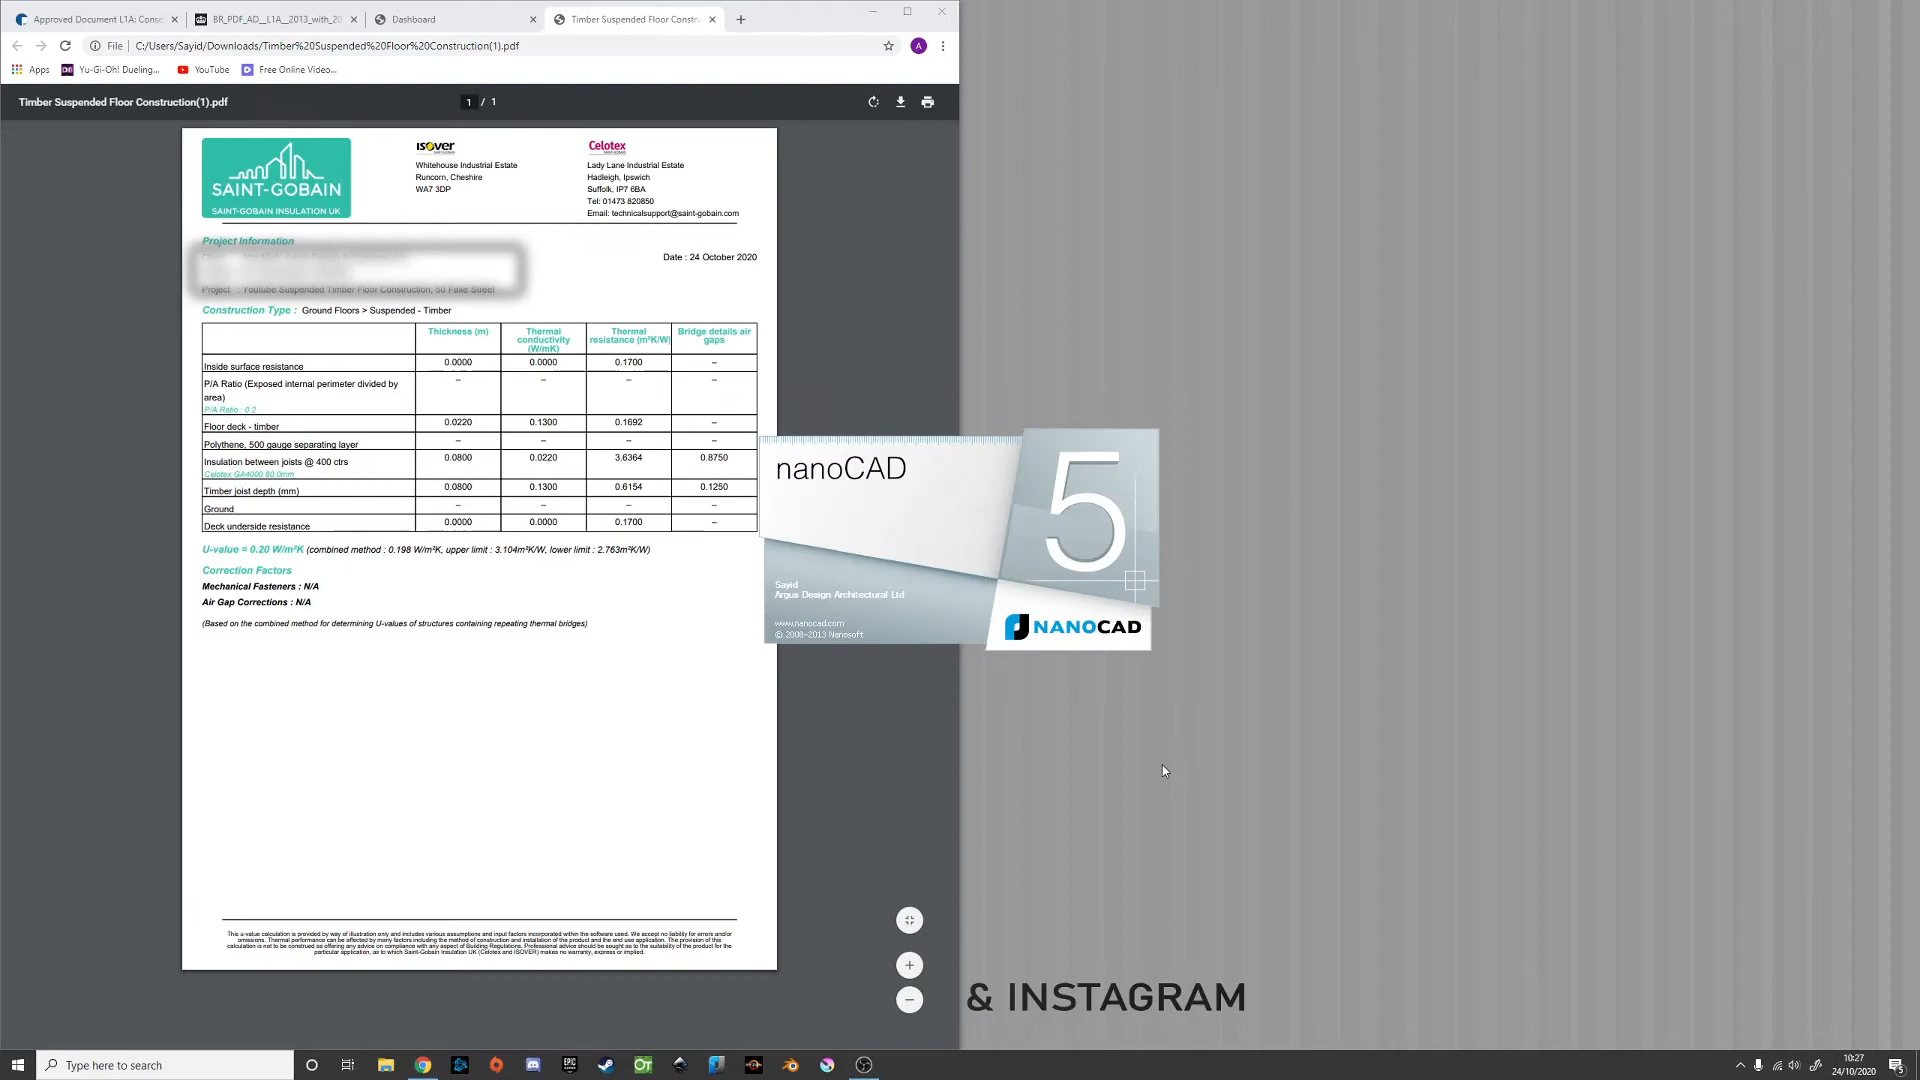 Approved Document L1A: Conse
BR_PDF_AD__L1A__2013_with_20
Dashboard
Timber Suspended Floor Constru
File
C:/Users/Sayid/Downloads/Timber%20Suspended%20Floor%20Construction(1).pdf
A
Apps
Yu-Gi-Oh! Dueling...
YouTube
Free Online Video...
Timber Suspended Floor Construction(1).pdf
1 / 1
SAINT-GOBAIN
SAINT-GOBAIN INSULATION UK
isover
Whitehouse Industrial Estate
Runcorn, Cheshire
WA7 3DP
Celotex
SAINT-GOBAIN
Lady Lane Industrial Estate
Hadleigh, Ipswich
Suffolk, IP7 6BA
Tel: 01473 820850
Email: technicalsupport@saint-gobain.com
Project Information
Date : 24 October 2020
Project : Youtube Suspended Timber Floor Construction, 50 Fake Street
Construction Type : Ground Floors > Suspended - Timber
Thickness (m)
Thermal
conductivity
(W/mK)
Thermal
resistance (m²K/W)
Bridge details air
gaps
Inside surface resistance 0.0000 0.0000 0.1700 –
P/A Ratio (Exposed internal perimeter divided by – – – –
area)
P/A Ratio : 0.2
Floor deck - timber 0.0220 0.1300 0.1692 –
Polythene, 500 gauge separating layer – – – –
Insulation between joists @ 400 ctrs 0.0800 0.0220 3.6364 0.8750
Celotex GA4000 80.0mm
Timber joist depth (mm) 0.0800 0.1300 0.6154 0.1250
Ground – – – –
Deck underside resistance 0.0000 0.0000 0.1700 –
U-value = 0.20 W/m²K (combined method : 0.198 W/m²K, upper limit : 3.104m²K/W, lower limit : 2.763m²K/W)
Correction Factors
Mechanical Fasteners : N/A
Air Gap Corrections : N/A
(Based on the combined method for determining U-values of structures containing repeating thermal bridges)
This u-value calculation is provided by way of illustration only and includes various assumptions and input factors incorporated within the software used. We accept no liability for errors and/or
omissions. Thermal performance can be affected by many factors including the method of construction and installation of the product and the end use application. The provision of this
calculation is not to be construed as offering any advice on compliance with any aspect of Building Regulations. Professional advice should be sought as to the suitability of the product for the
particular application, as to which Saint-Gobain Insulation UK (Celotex and ISOVER) makes no warranty, express or implied.
nanoCAD
5
Sayid
Argus Design Architectural Ltd
www.nanocad.com
© 2008-2013 Nanosoft
NANOCAD
& INSTAGRAM
Type here to search
OT
EPIC
GAMES
10:27
24/10/2020
5